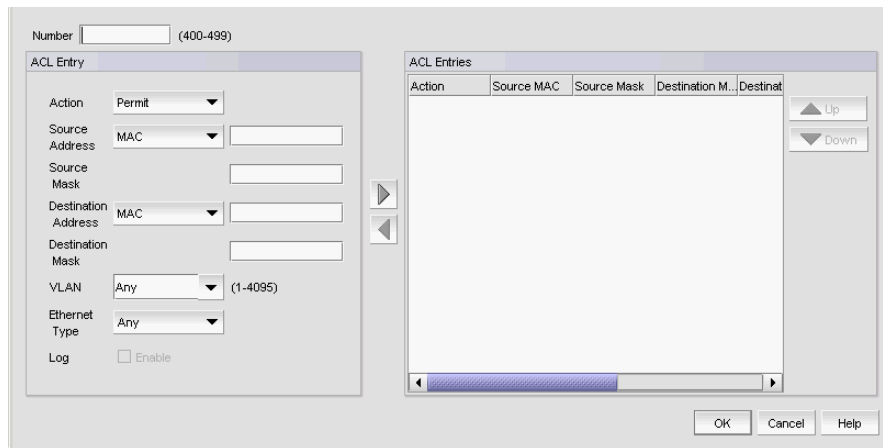 Number (400-499)
ACL Entry
Action Permit
Source Address MAC
Source Mask
Destination Address MAC
Destination Mask
VLAN Any (1-4095)
Ethernet Type Any
Log Enable
ACL Entries
Action Source MAC Source Mask Destination M... Destinat
Up
Down
OK Cancel Help